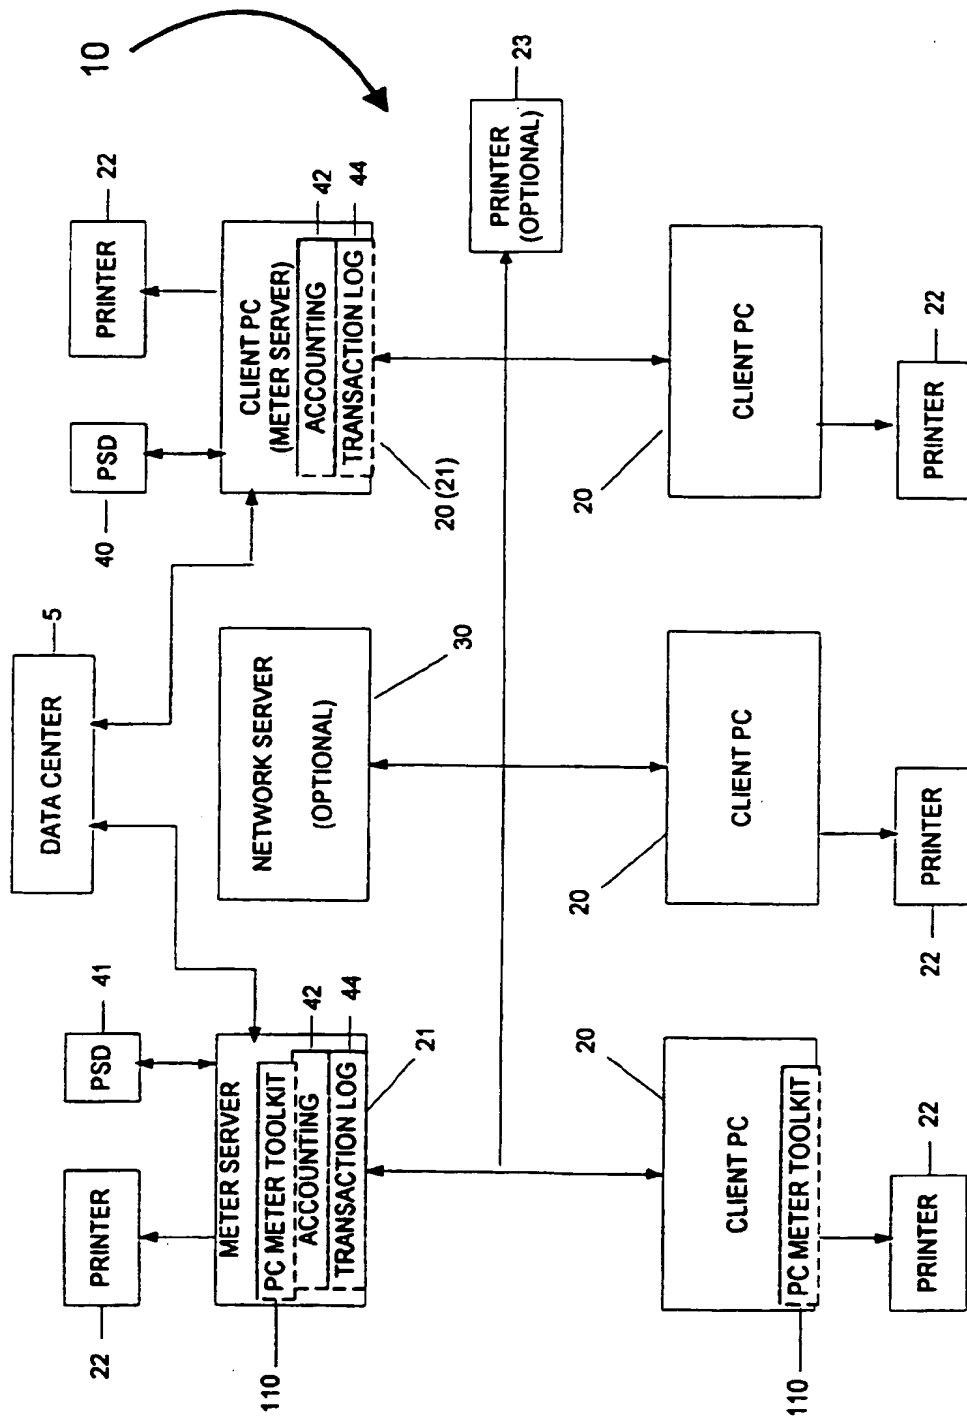 10
DATA CENTER
5
PRINTER
22
PSD
41
METER SERVER
PC METER TOOLKIT
ACCOUNTING
TRANSACTION LOG
42
44
110
21
NETWORK SERVER
(OPTIONAL)
30
PSD
40
PRINTER
22
CLIENT PC
(METER SERVER)
ACCOUNTING
TRANSACTION LOG
42
44
20 (21)
PRINTER
(OPTIONAL)
23
20
CLIENT PC
PC METER TOOLKIT
110
PRINTER
22
20
CLIENT PC
PRINTER
22
20
CLIENT PC
PRINTER
22